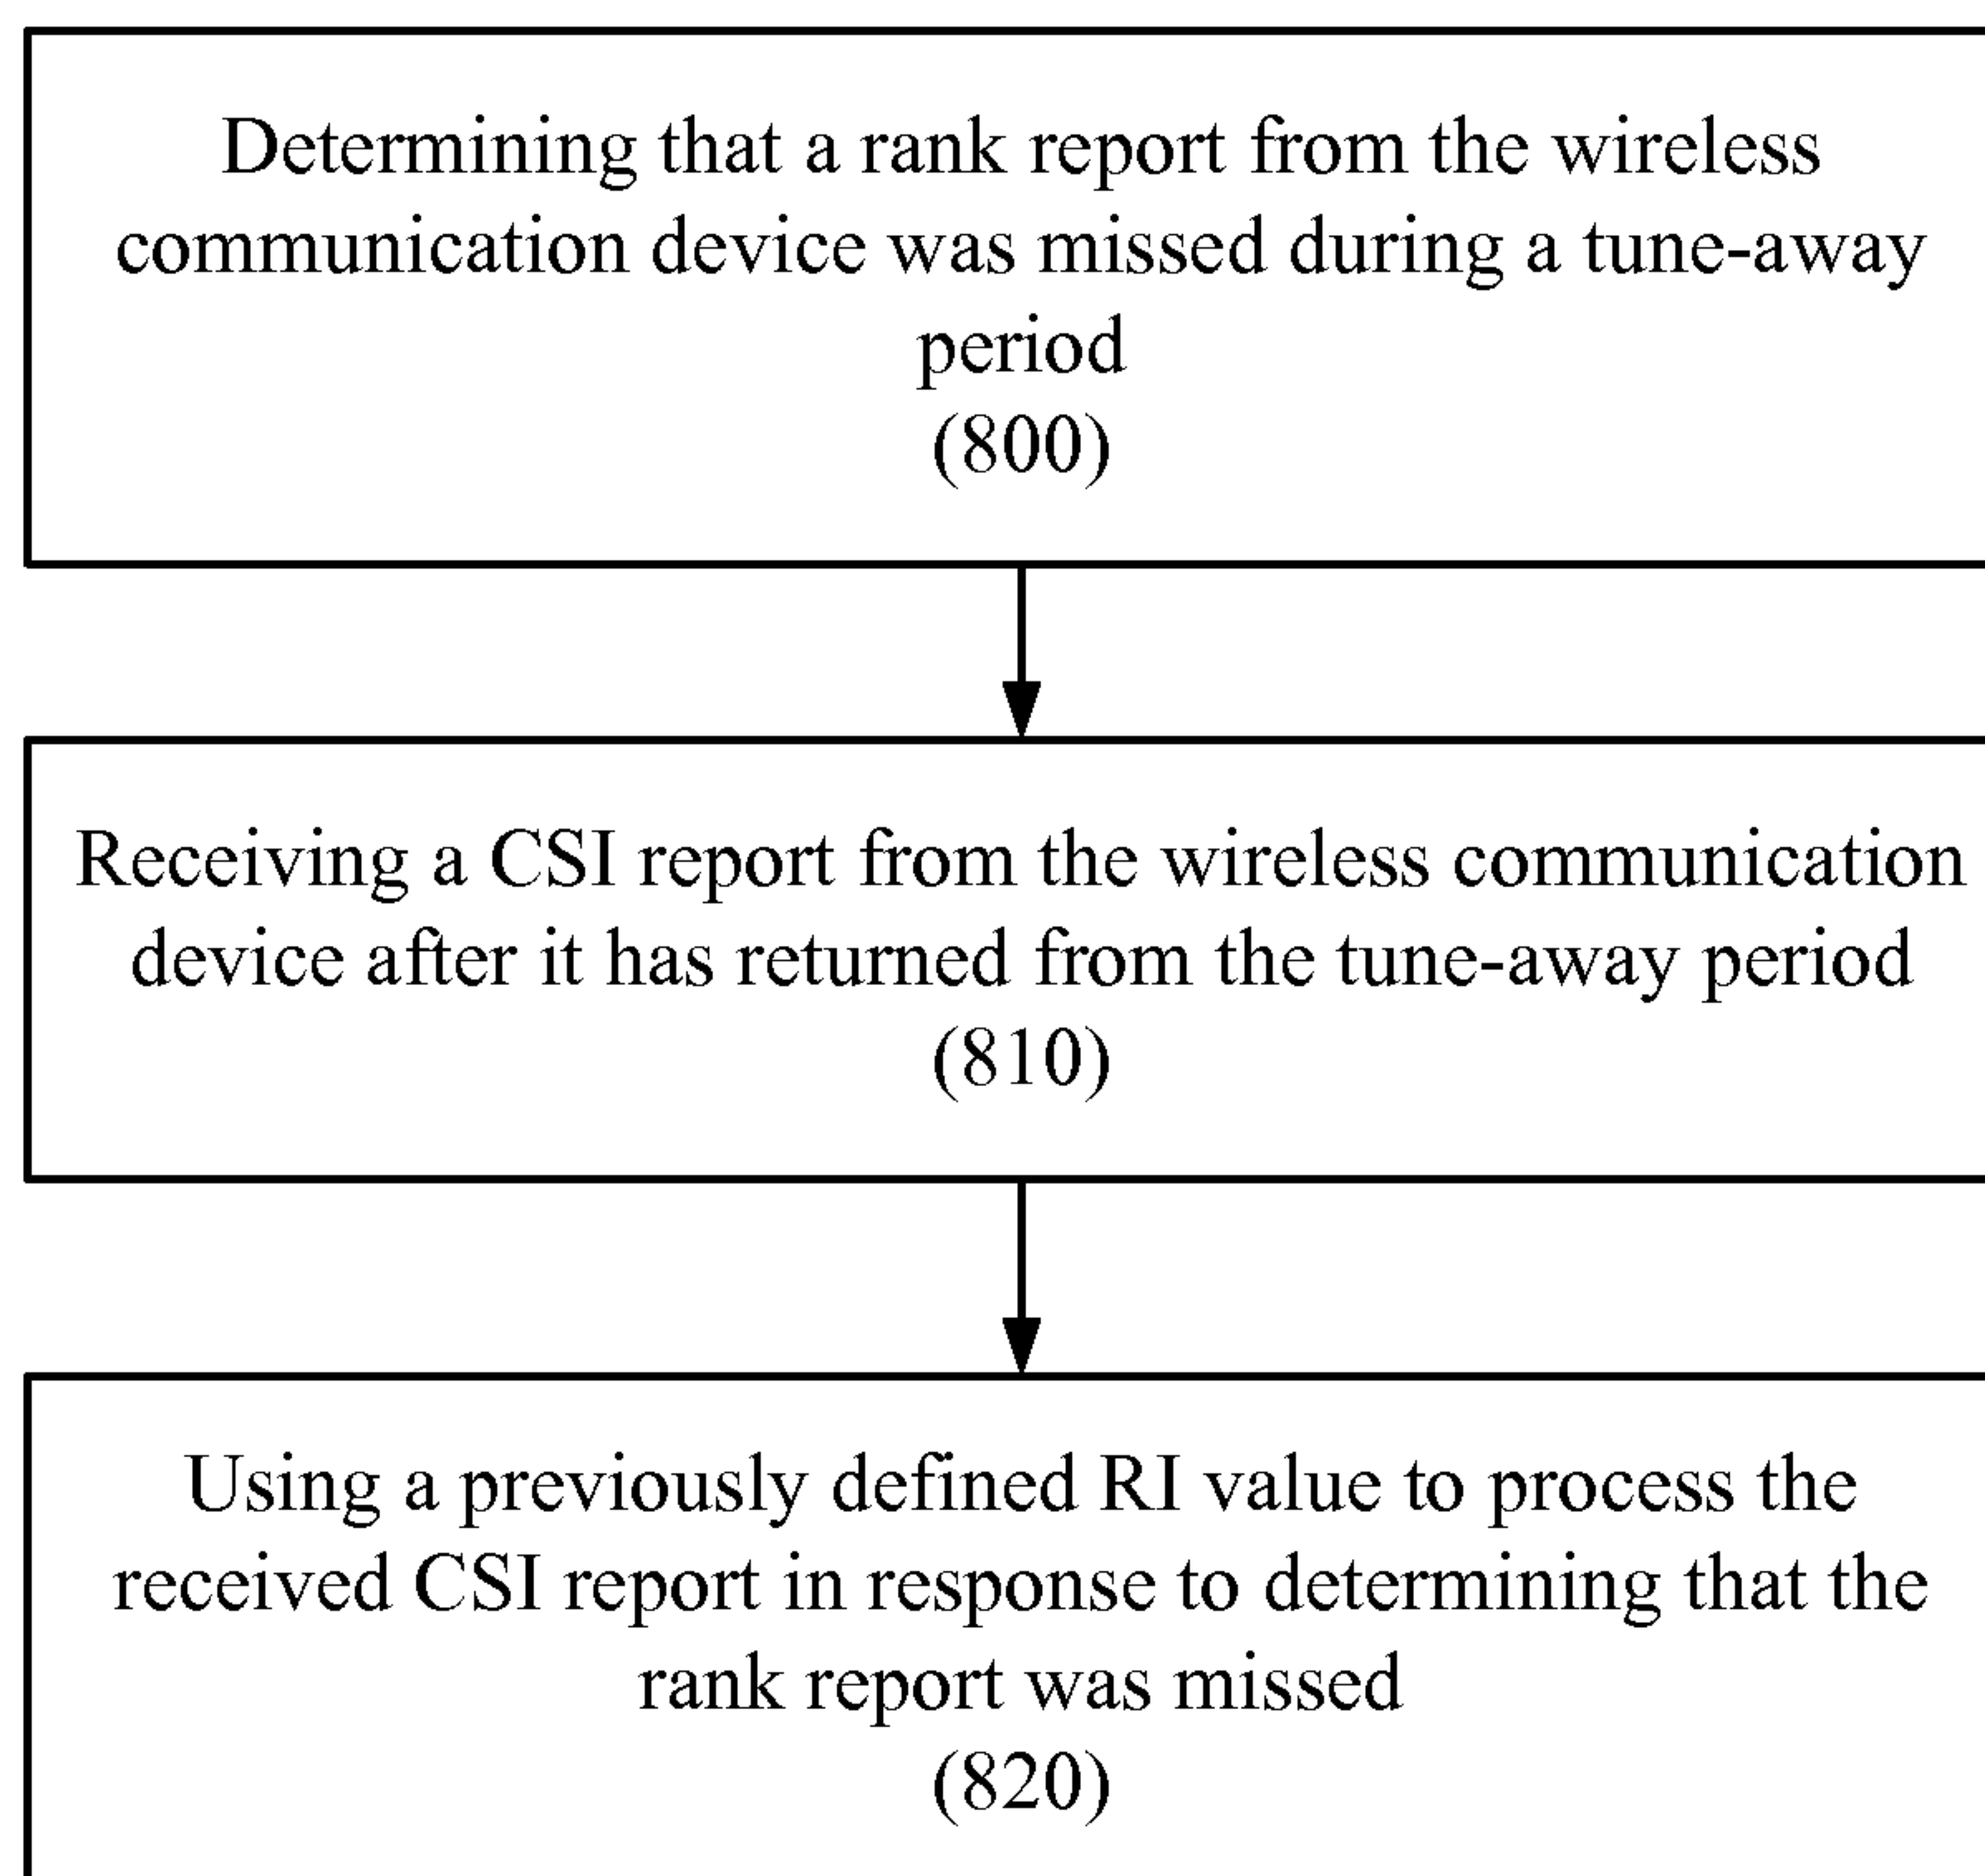 Determining that a rank report from the wireless
communication device was missed during a tune-away
period
(800)
Receiving a CSI report from the wireless communication
device after it has returned from the tune-away period
(810)
Using a previously defined RI value to process the
received CSI report in response to determining that the
rank report was missed
(820)